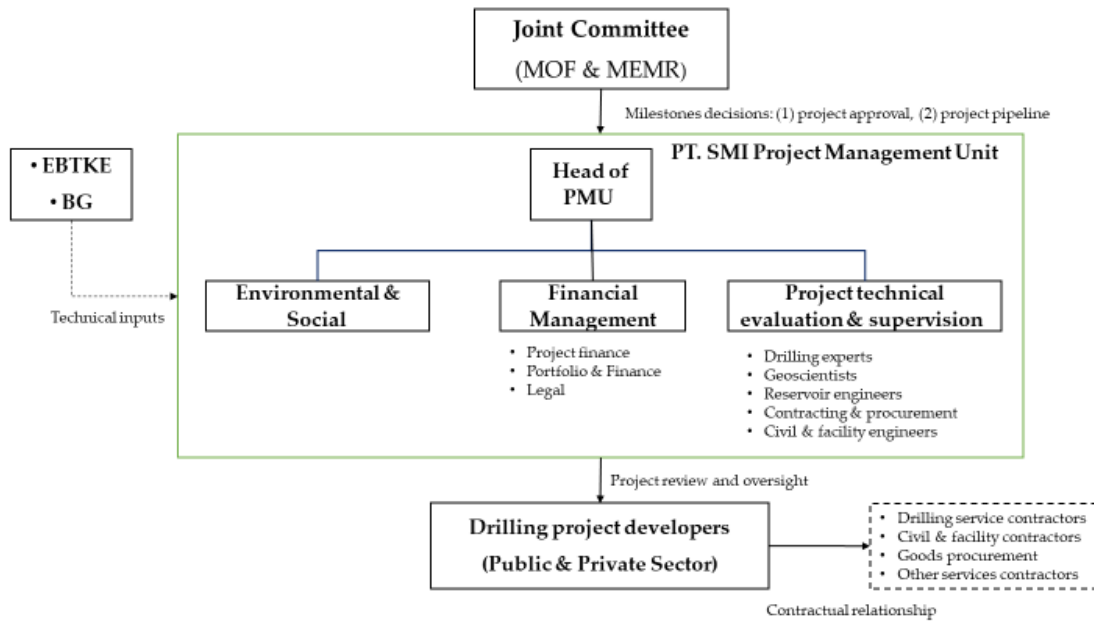 Joint Committee
(MOF & MEMR)
Milestones decisions: (1) project approval, (2) project pipeline
• EBTKE
• BG
Technical inputs
PT. SMI Project Management Unit
Head of
PMU
Environmental &
Social
Financial
Management
• Project finance
• Portfolio & Finance
• Legal
Project technical
evaluation & supervision
• Drilling experts
• Geoscientists
• Reservoir engineers
• Contracting & procurement
• Civil & facility engineers
Project review and oversight
Drilling project developers
(Public & Private Sector)
• Drilling service contractors
• Civil & facility contractors
• Goods procurement
• Other services contractors
Contractual relationship